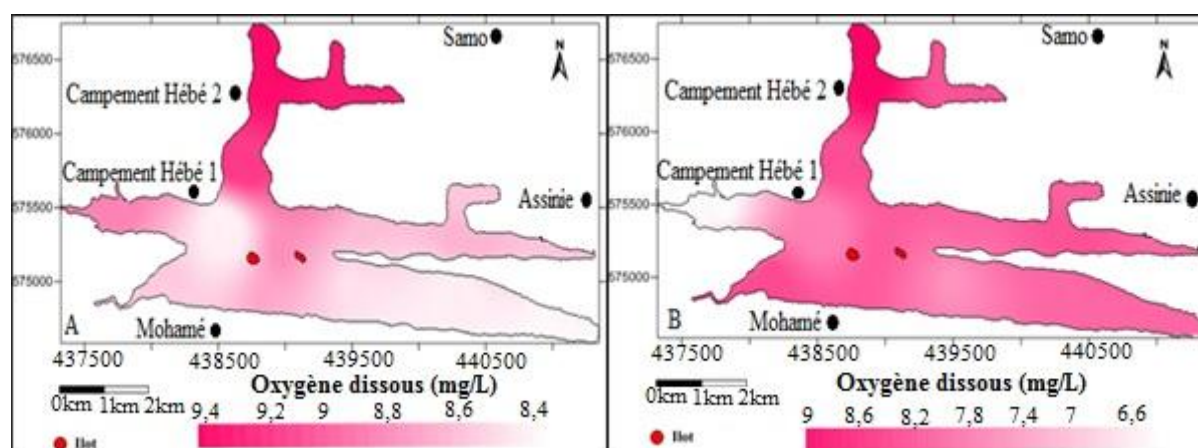 Samo
N
576500
Campement Hébé 2
576000
Campement Hébé 1
575500
Assinie
575000
A
Mohamé
437500 438500 439500 440500
Oxygène dissous (mg/L)
0km 1km 2km
9,4 9,2 9 8,8 8,6 8,4
Ilot
Samo
N
576500
Campement Hébé 2
576000
Campement Hébé 1
575500
Assinie
575000
B
Mohamé
437500 438500 439500 440500
Oxygène dissous (mg/L)
0km 1km 2km
9 8,6 8,2 7,8 7,4 7 6,6
Ilot